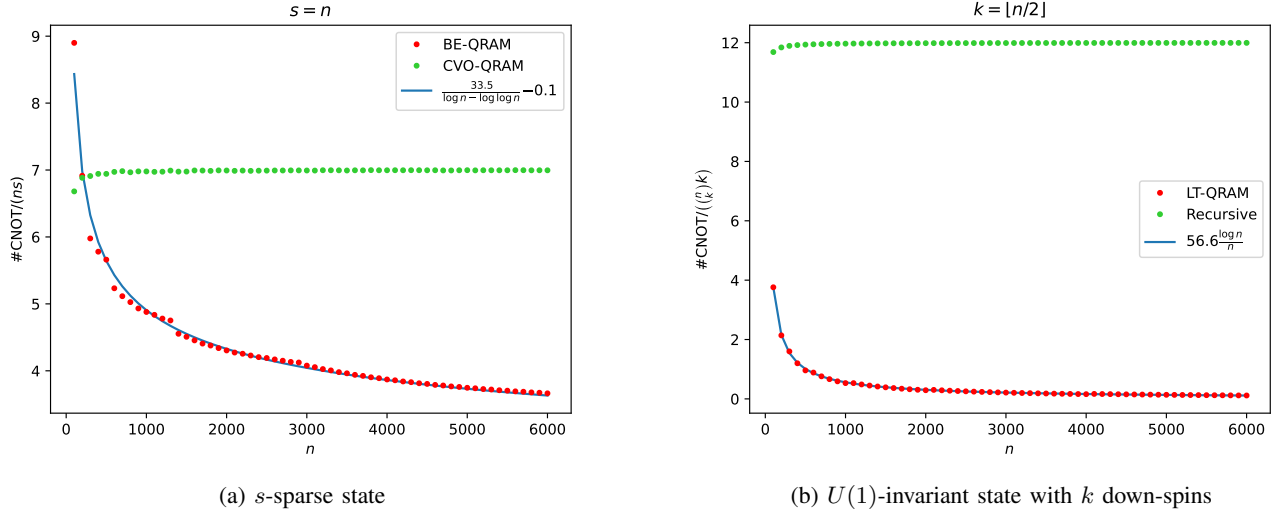 s = n
9
8
7
6
5
4
#CNOT/(ns)
0
1000
2000
3000
4000
5000
6000
n
BE-QRAM
CVO-QRAM
33.5/(log n − log log n) −0.1
(a) s-sparse state
k = ⌊n/2⌋
12
10
8
6
4
2
0
#CNOT/((n k)k)
0
1000
2000
3000
4000
5000
6000
n
LT-QRAM
Recursive
56.6 log n/n
(b) U(1)-invariant state with k down-spins